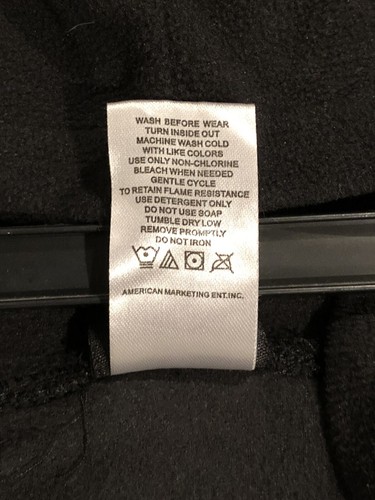 WASH BEFORE WEAR
TURN INSIDE OUT
MACHINE WASH COLD
WITH LIKE COLORS
USE ONLY NON-CHLORINE
BLEACH WHEN NEEDED
GENTLE CYCLE
TO RETAIN FLAME RESISTANCE
USE DETERGENT ONLY
DO NOT USE SOAP
TUMBLE DRY LOW
REMOVE PROMPTLY
DO NOT IRON
AMERICAN MARKETING ENT.INC.